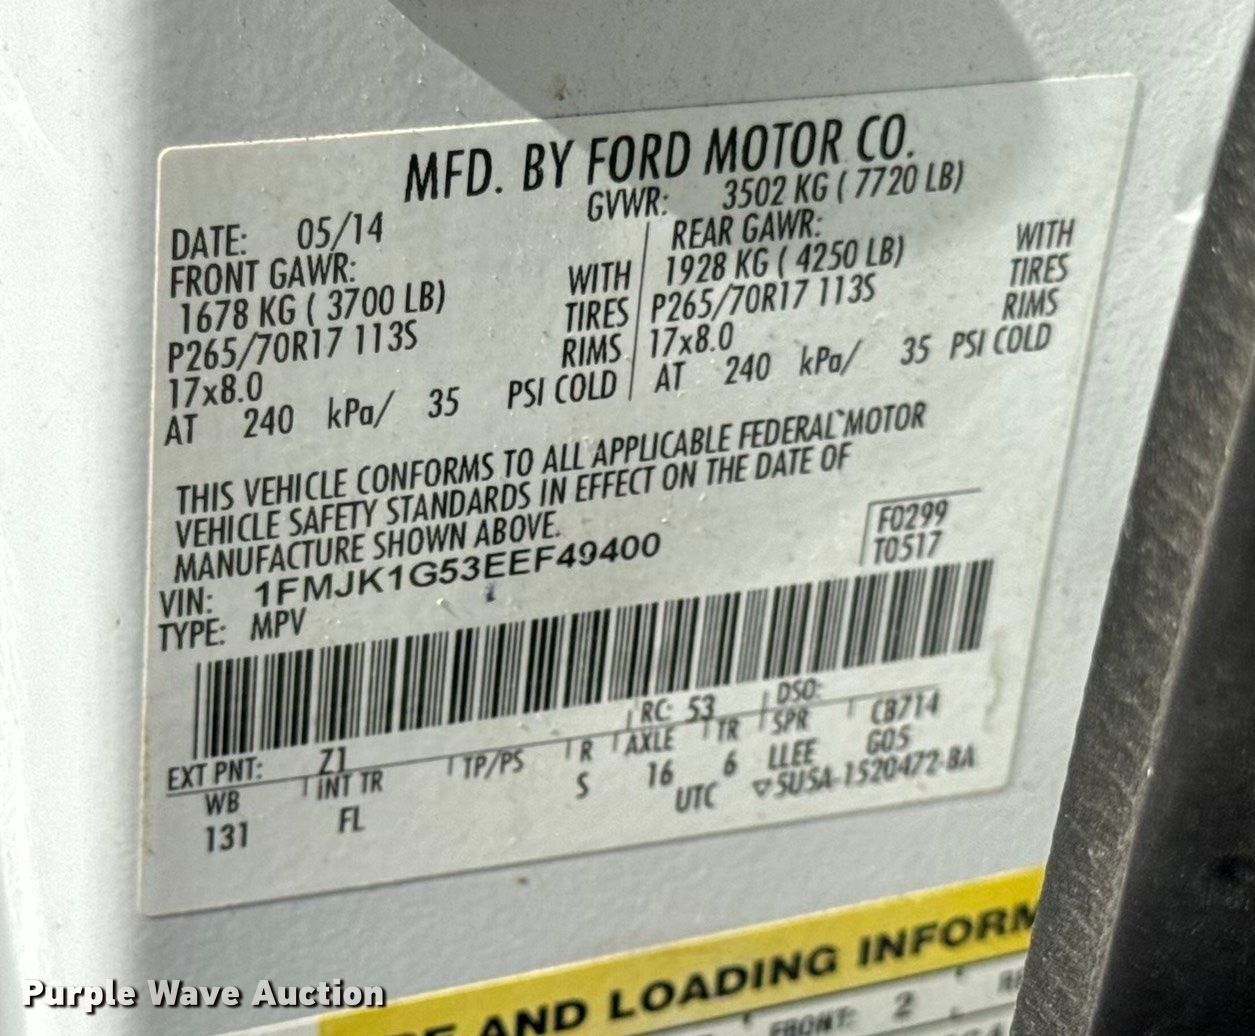 MFD. BY FORD MOTOR CO.
DATE: 05/14 GVWR: 3502 KG ( 7720 LB)
FRONT GAWR: REAR GAWR:
1678 KG ( 3700 LB) WITH 1928 KG ( 4250 LB) WITH
P265/70R17 113S TIRES P265/70R17 113S TIRES
17x8.0 RIMS 17x8.0 RIMS
AT 240 kPa/ 35 PSI COLD AT 240 kPa/ 35 PSI COLD
THIS VEHICLE CONFORMS TO ALL APPLICABLE FEDERAL MOTOR
VEHICLE SAFETY STANDARDS IN EFFECT ON THE DATE OF
MANUFACTURE SHOWN ABOVE.
F0299
VIN: 1FMJK1G53EEF49400 T0517
TYPE: MPV
EXT PNT: Z1 RC: 53 DSO:
WB INT TR TP/PS R AXLE TR SPR C8714
131 FL S 16 6 LLEE G05
UTC ▽5USA-1520472-BA
AND LOADING INFORM
FRONT: 2
Purple Wave Auction